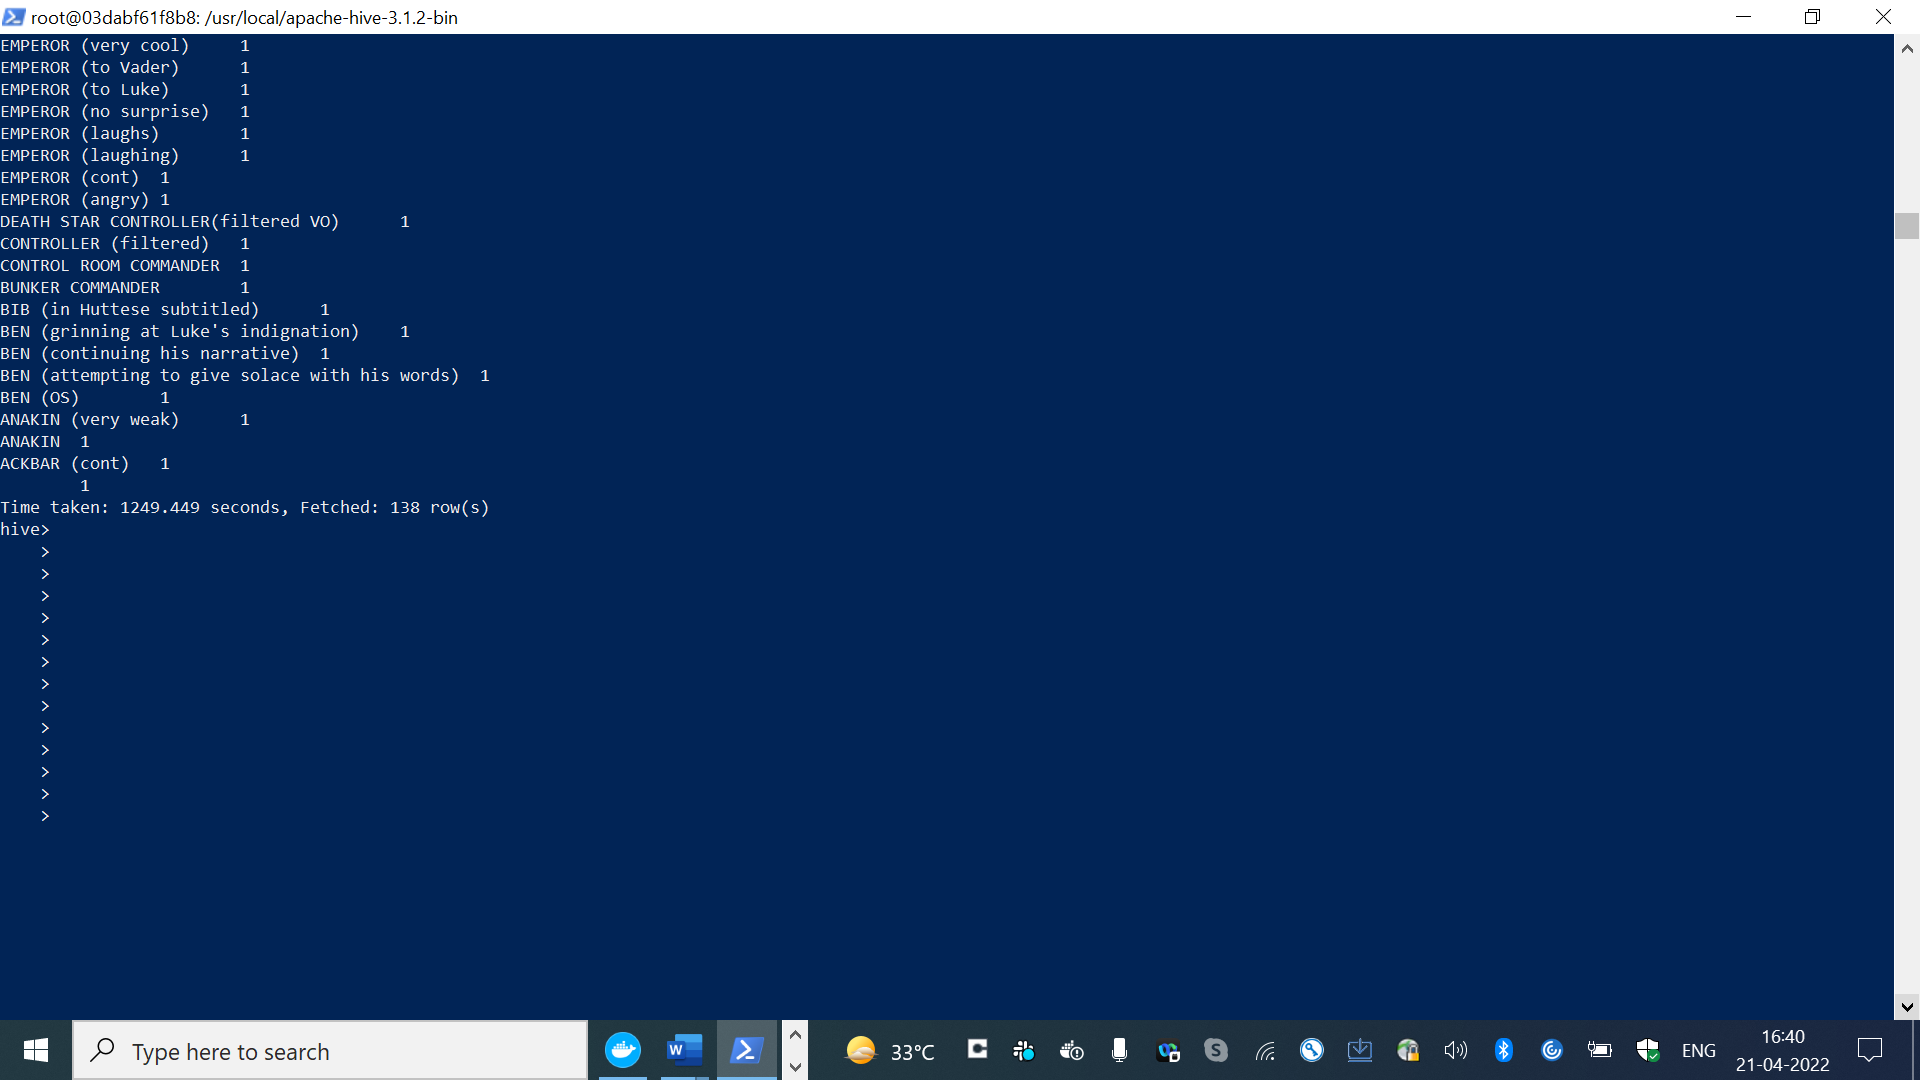 root@03dabf61f8b8: /usr/local/apache-hive-3.1.2-bin
EMPEROR (very cool)     1
EMPEROR (to Vader)      1
EMPEROR (to Luke)       1
EMPEROR (no surprise)   1
EMPEROR (laughs)        1
EMPEROR (laughing)      1
EMPEROR (cont)  1
EMPEROR (angry) 1
DEATH STAR CONTROLLER(filtered VO)      1
CONTROLLER (filtered)   1
CONTROL ROOM COMMANDER  1
BUNKER COMMANDER        1
BIB (in Huttese subtitled)      1
BEN (grinning at Luke's indignation)    1
BEN (continuing his narrative)  1
BEN (attempting to give solace with his words)  1
BEN (OS)        1
ANAKIN (very weak)      1
ANAKIN  1
ACKBAR (cont)   1
        1
Time taken: 1249.449 seconds, Fetched: 138 row(s)
hive>
    >
    >
    >
    >
    >
    >
    >
    >
    >
    >
    >
    >
    >
Type here to search
33°C
ENG
16:40
21-04-2022